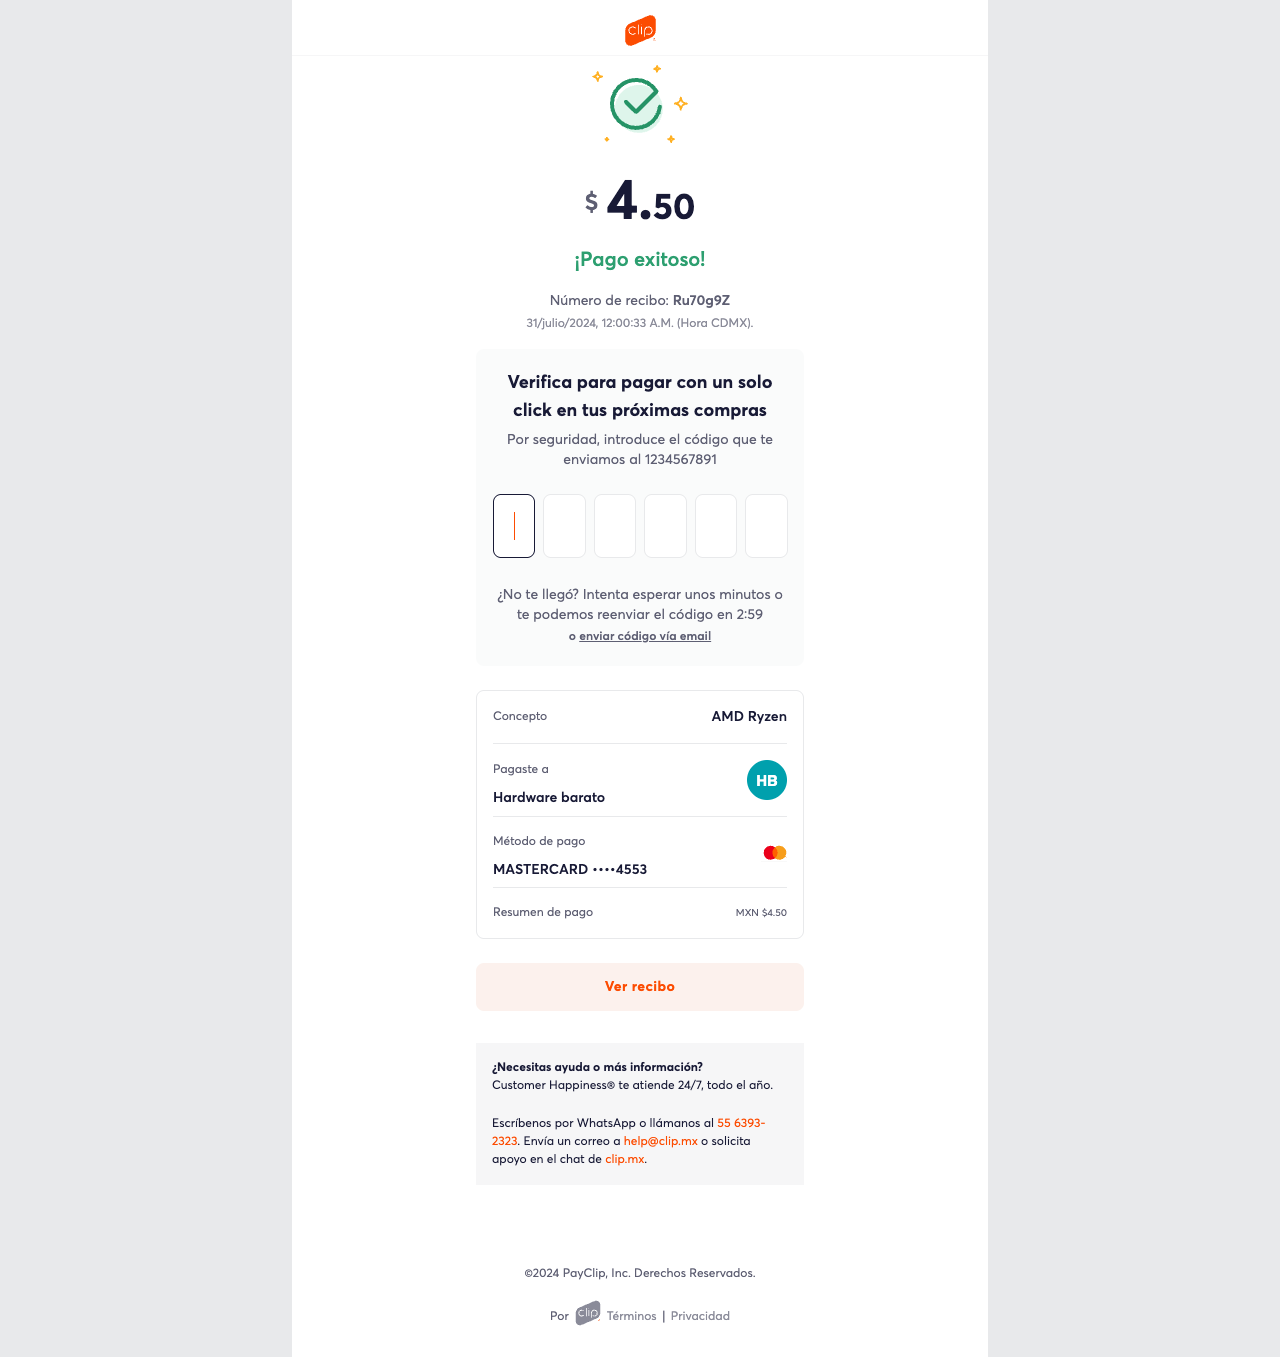 clip
$ 4.50
¡Pago exitoso!
Número de recibo: Ru70g9Z
31/julio/2024, 12:00:33 A.M. (Hora CDMX).
Verifica para pagar con un solo
click en tus próximas compras
Por seguridad, introduce el código que te
enviamos al 1234567891
¿No te llegó? Intenta esperar unos minutos o
te podemos reenviar el código en 2:59
o enviar código vía email
Concepto AMD Ryzen
Pagaste a
HB
Hardware barato
Método de pago
MASTERCARD ••••4553
Resumen de pago MXN $4.50
Ver recibo
¿Necesitas ayuda o más información?
Customer Happiness® te atiende 24/7, todo el año.
Escríbenos por WhatsApp o llámanos al 55 6393-
2323. Envía un correo a help@clip.mx o solicita
apoyo en el chat de clip.mx.
©2024 PayClip, Inc. Derechos Reservados.
Por clip Términos | Privacidad